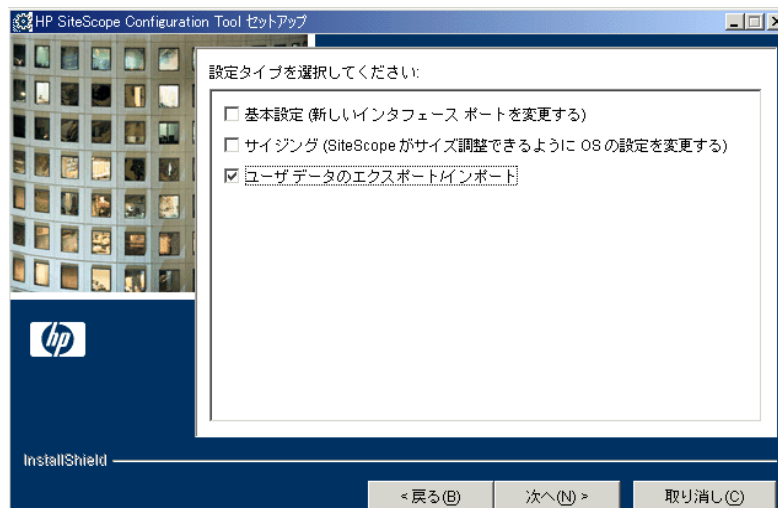 HP SiteScope Configuration Tool セットアップ
設定タイプを選択してください:
基本設定 (新しいインタフェース ポートを変更する)
サイジング (SiteScope がサイズ調整できるように OS の設定を変更する)
ユーザ データのエクスポート/インポート
hp
InstallShield
< 戻る(B)
次へ(N) >
取り消し(C)